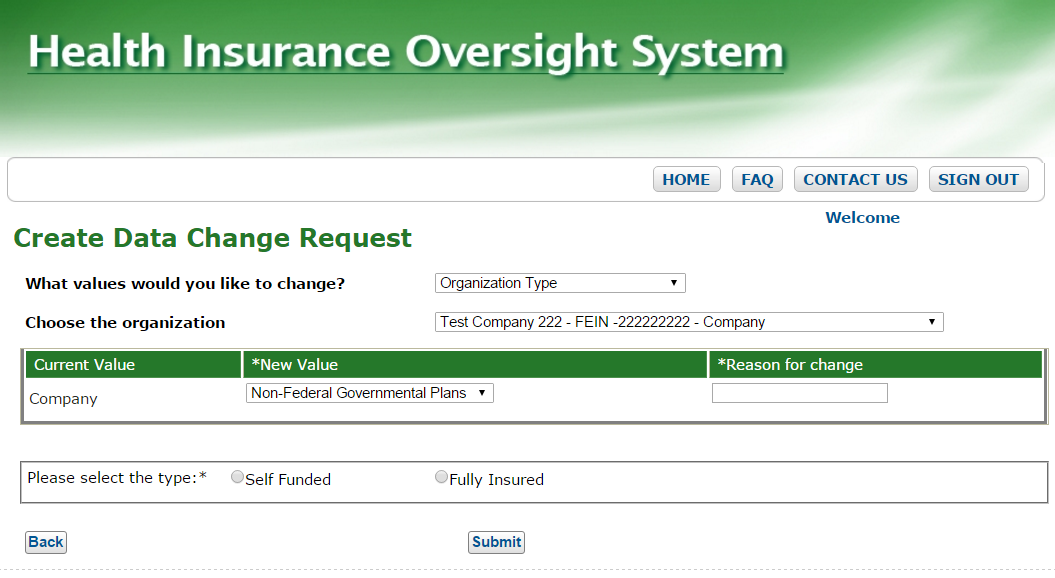 Health Insurance Oversight System
HOME FAQ CONTACT US SIGN OUT
Welcome
Create Data Change Request
What values would you like to change? Organization Type
Choose the organization Test Company 222 - FEIN -222222222 - Company
Current Value *New Value *Reason for change
Company Non-Federal Governmental Plans
Please select the type:* Self Funded Fully Insured
Back Submit